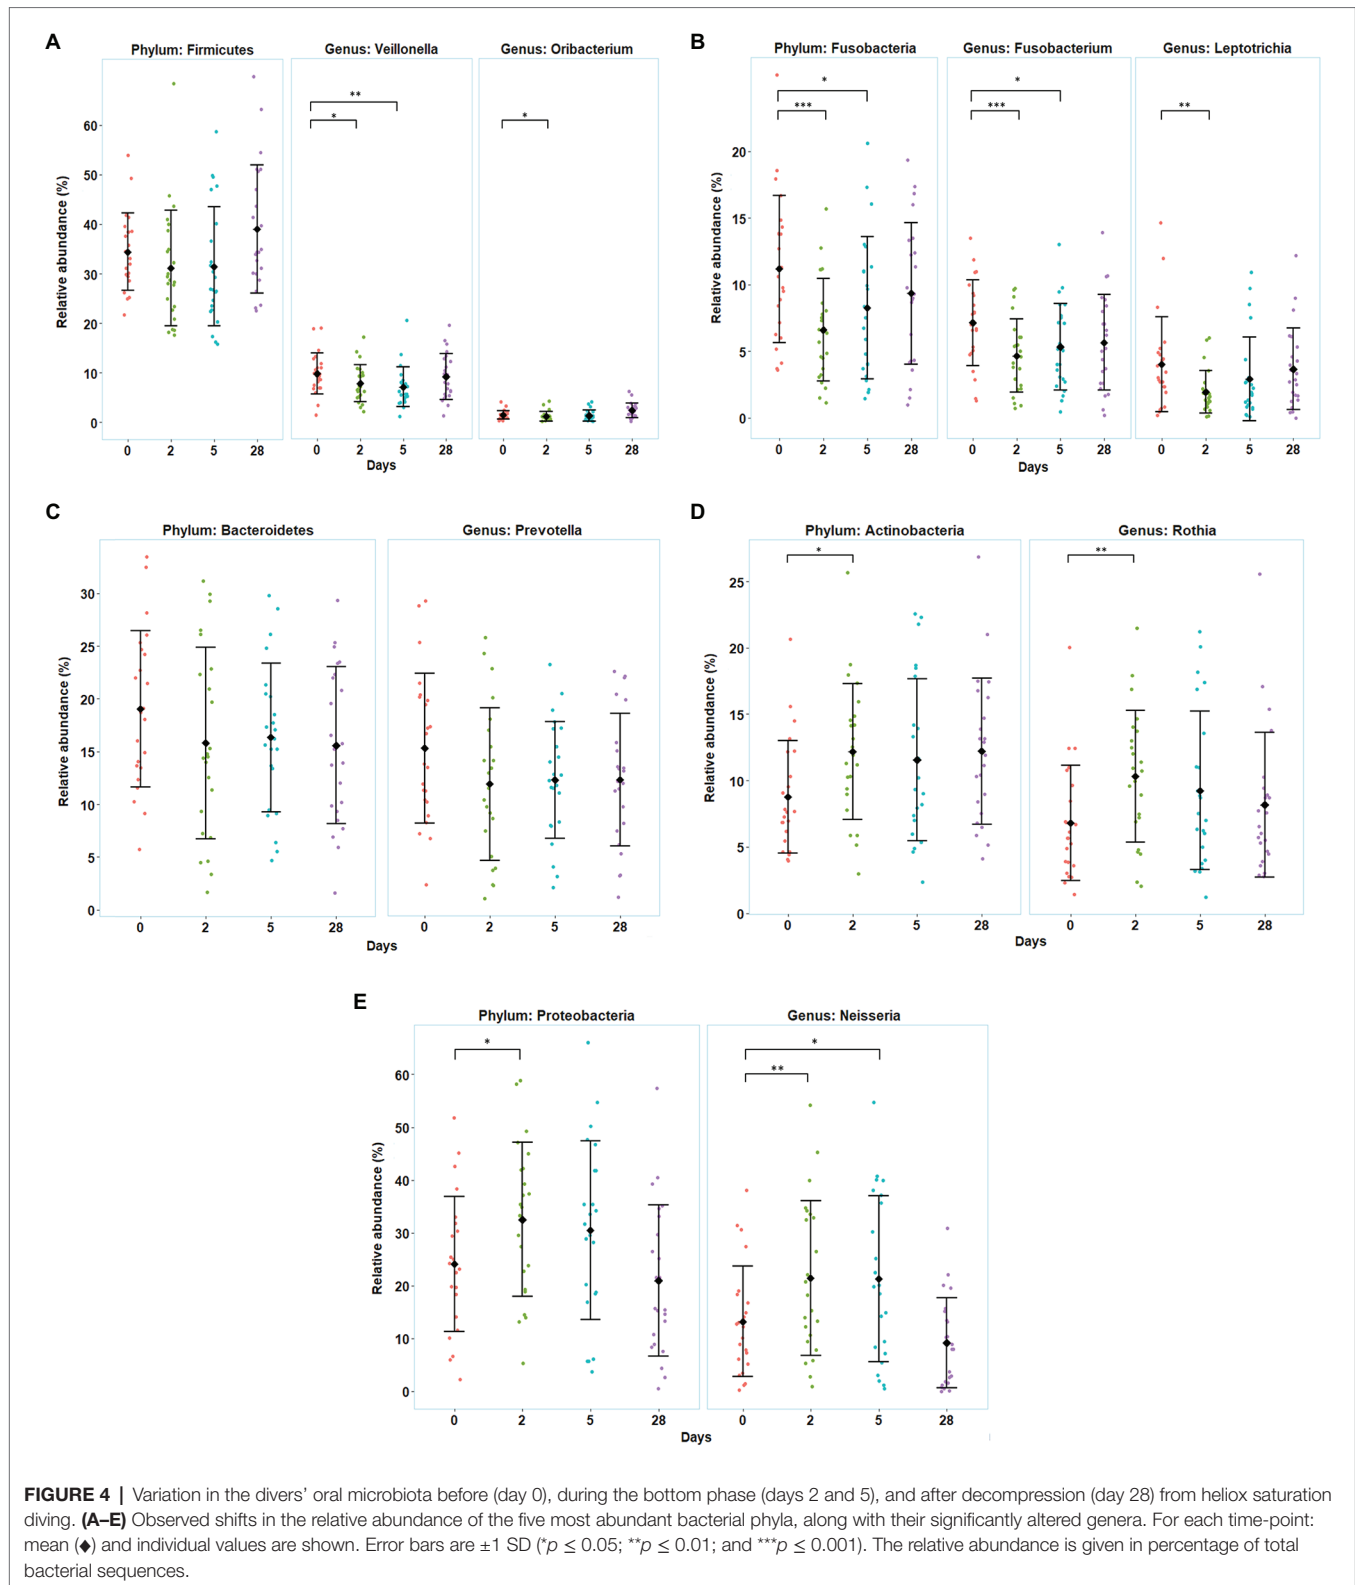 A
Phylum: Firmicutes Genus: Veillonella Genus: Oribacterium
Relative abundance (%)
60
50
40
30
20
10
0
** * *
0 2 5 28 0 2 5 28 0 2 5 28
Days
B
Phylum: Fusobacteria Genus: Fusobacterium Genus: Leptotrichia
Relative abundance (%)
20
15
10
5
0
* *
*** *** **
0 2 5 28 0 2 5 28 0 2 5 28
Days
C
Phylum: Bacteroidetes Genus: Prevotella
Relative abundance (%)
30
25
20
15
10
5
0
0 2 5 28 0 2 5 28
Days
D
Phylum: Actinobacteria Genus: Rothia
Relative abundance (%)
25
20
15
10
5
0
* **
0 2 5 28 0 2 5 28
Days
E
Phylum: Proteobacteria Genus: Neisseria
Relative abundance (%)
60
50
40
30
20
10
0
* *
**
0 2 5 28 0 2 5 28
Days
FIGURE 4 | Variation in the divers’ oral microbiota before (day 0), during the bottom phase (days 2 and 5), and after decompression (day 28) from heliox saturation
diving. (A–E) Observed shifts in the relative abundance of the five most abundant bacterial phyla, along with their significantly altered genera. For each time-point:
mean (◆) and individual values are shown. Error bars are ±1 SD (*p ≤ 0.05; **p ≤ 0.01; and ***p ≤ 0.001). The relative abundance is given in percentage of total
bacterial sequences.